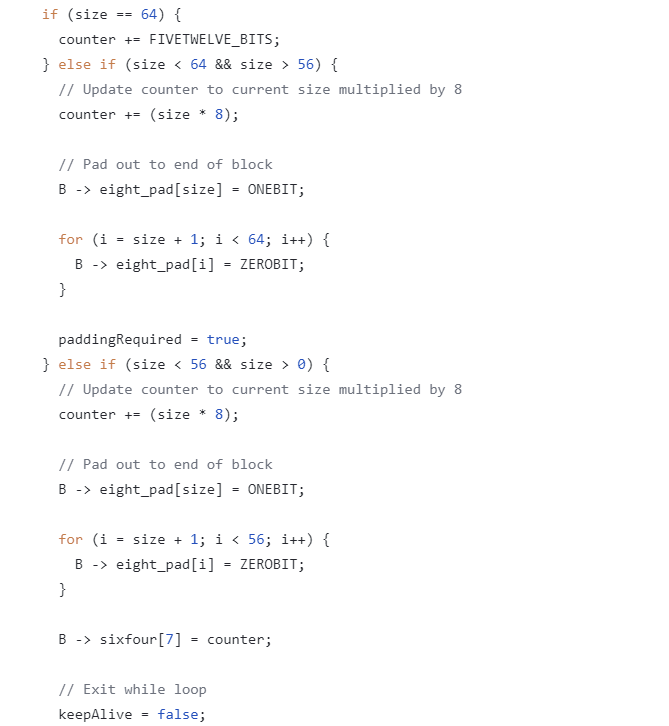 if (size == 64) {
counter += FIVETWELVE_BITS;
} else if (size < 64 && size > 56) {
// Update counter to current size multiplied by 8
counter += (size * 8);
// Pad out to end of block
B -> eight_pad[size] = ONEBIT;
for (i = size + 1; i < 64; i++) {
B -> eight_pad[i] = ZEROBIT;
}
paddingRequired = true;
} else if (size < 56 && size > 0) {
// Update counter to current size multiplied by 8
counter += (size * 8);
// Pad out to end of block
B -> eight_pad[size] = ONEBIT;
for (i = size + 1; i < 56; i++) {
B -> eight_pad[i] = ZEROBIT;
}
B -> sixfour[7] = counter;
// Exit while loop
keepAlive = false;